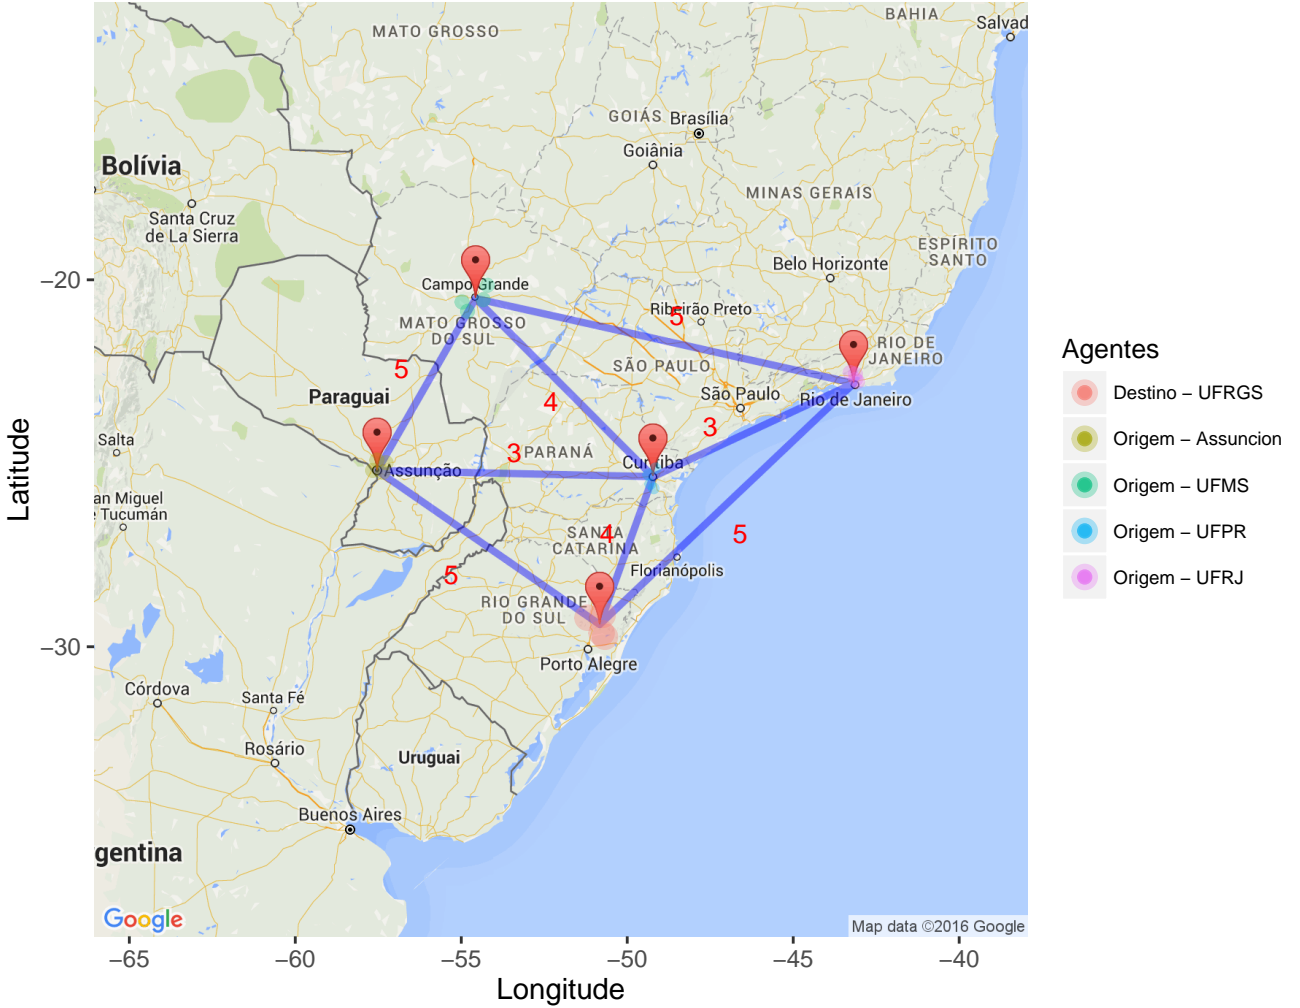 BAHIA
MATO GROSSO
Salvad
GOIÁS
Brasília
Goiânia
Bolívia
MINAS GERAIS
Santa Cruz
de La Sierra
ESPÍRITO
SANTO
Belo Horizonte
−20
Campo Grande
Ribeirão Preto
5
MATO GROSSO
DO SUL
RIO DE
JANEIRO
Agentes
SÃO PAULO
5
São Paulo
Rio de Janeiro
Destino − UFRGS
Paraguai
4
3
Origem − Assuncion
Salta
3
PARANÁ
Curitiba
Assunção
Origem − UFMS
Latitude
an Miguel
e Tucumán
SANTA
CATARINA
4
5
Origem − UFPR
Florianópolis
5
Origem − UFRJ
RIO GRANDE
DO SUL
−30
Porto Alegre
Córdova
Santa Fé
Rosário
Uruguai
Buenos Aires
gentina
Google
Map data ©2016 Google
−65
−60
−55
−50
−45
−40
Longitude